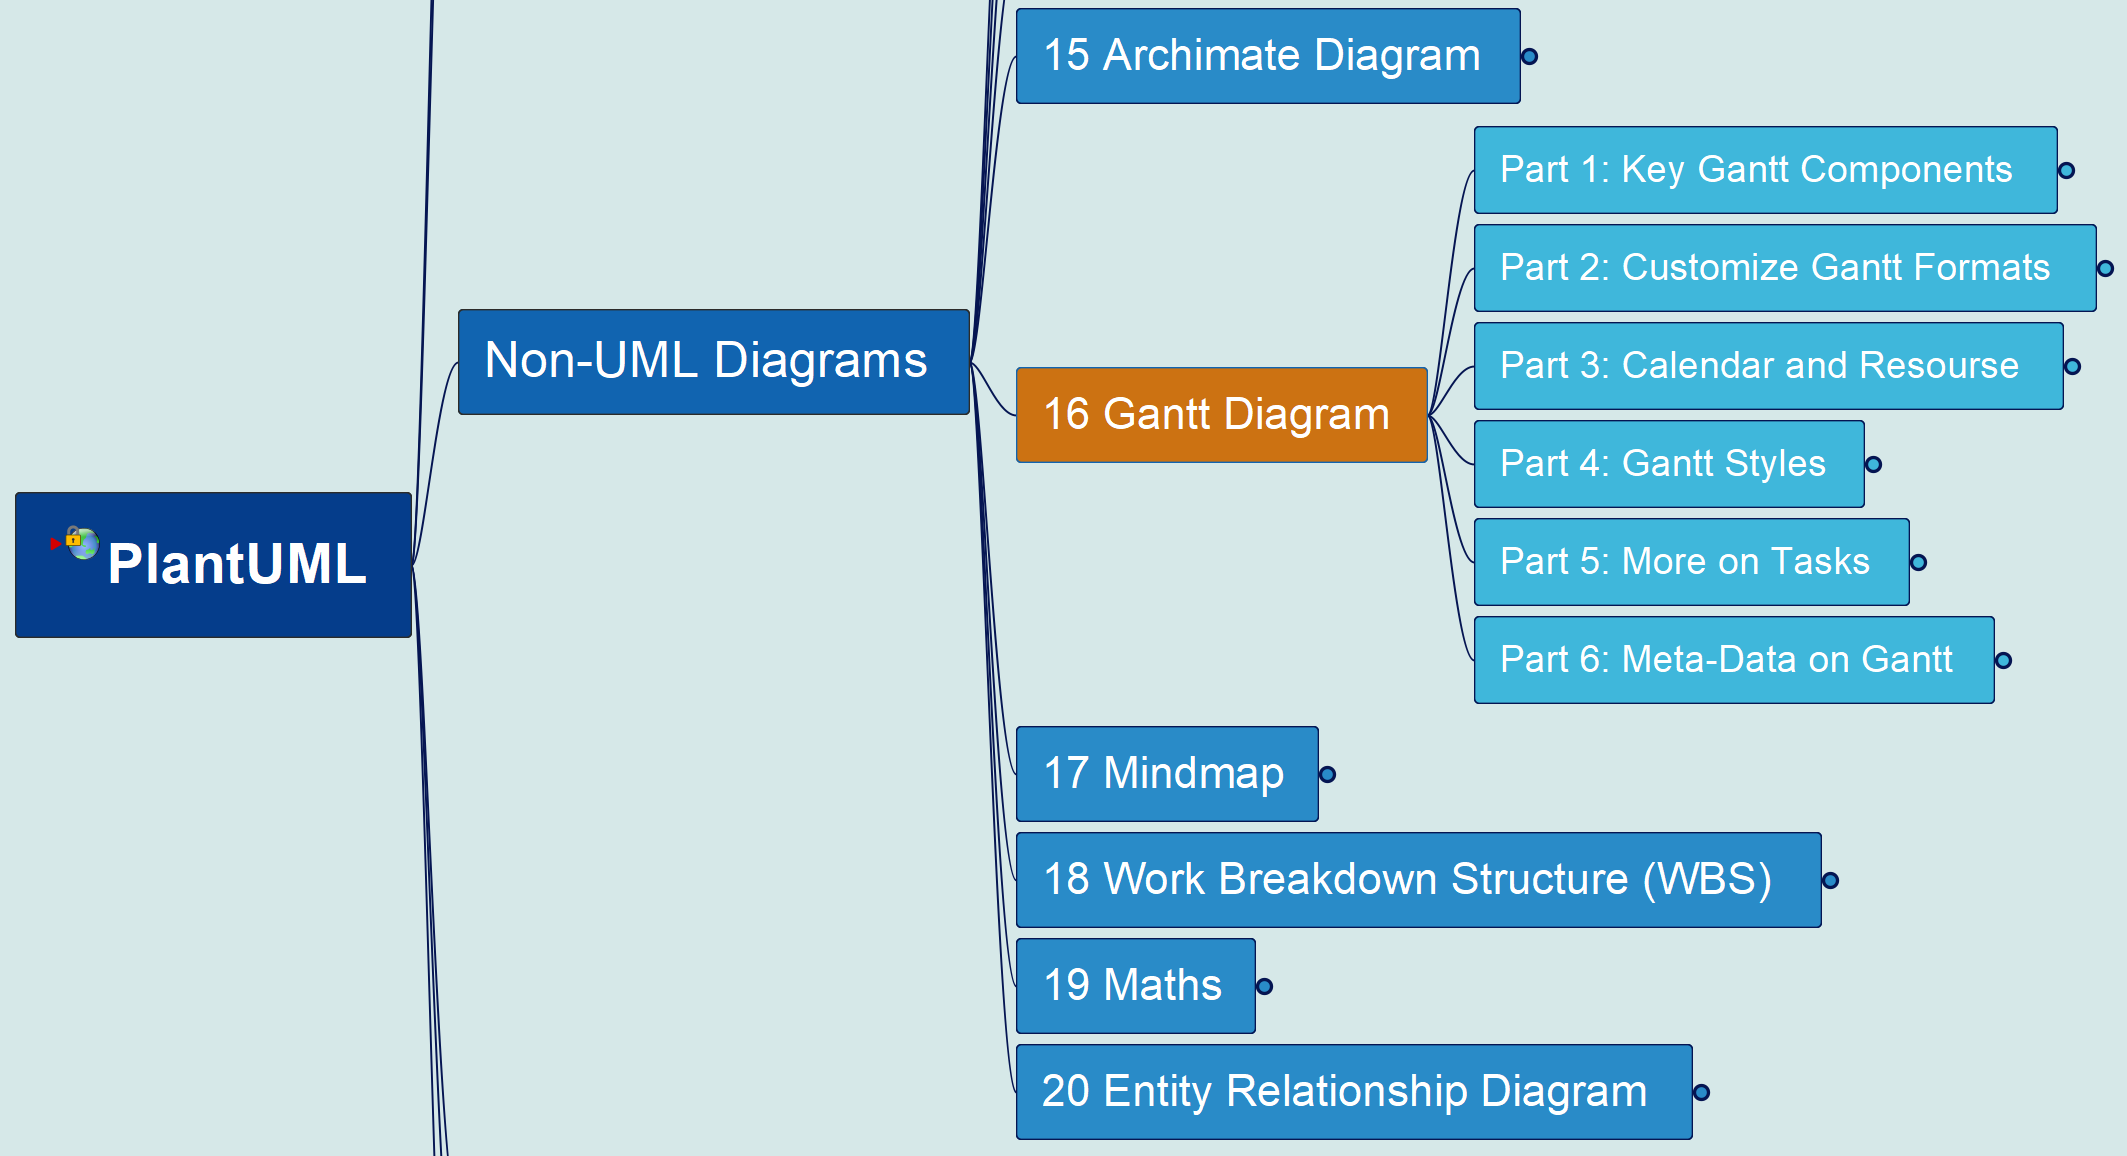 15 Archimate Diagram
Part 1: Key Gantt Components
Part 2: Customize Gantt Formats
Part 3: Calendar and Resourse
Part 4: Gantt Styles
Part 5: More on Tasks
Part 6: Meta-Data on Gantt
Non-UML Diagrams
16 Gantt Diagram
PlantUML
17 Mindmap
18 Work Breakdown Structure (WBS)
19 Maths
20 Entity Relationship Diagram